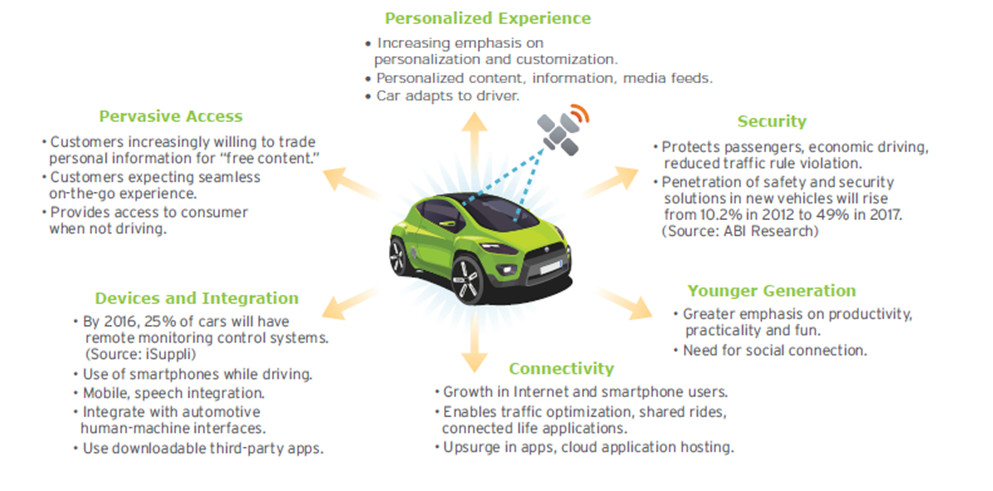 Personalized Experience
• Increasing emphasis on
personalization and customization.
• Personalized content, information, media feeds.
• Car adapts to driver.
Pervasive Access
• Customers increasingly willing to trade
personal information for “free content.”
• Customers expecting seamless
on-the-go experience.
• Provides access to consumer
when not driving.
Security
• Protects passengers, economic driving,
reduced traffic rule violation.
• Penetration of safety and security
solutions in new vehicles will rise
from 10.2% in 2012 to 49% in 2017.
(Source: ABI Research)
Devices and Integration
• By 2016, 25% of cars will have
remote monitoring control systems.
(Source: iSuppli)
• Use of smartphones while driving.
• Mobile, speech integration.
• Integrate with automotive
human-machine interfaces.
• Use downloadable third-party apps.
Younger Generation
• Greater emphasis on productivity,
practicality and fun.
• Need for social connection.
Connectivity
• Growth in Internet and smartphone users.
• Enables traffic optimization, shared rides,
connected life applications.
• Upsurge in apps, cloud application hosting.